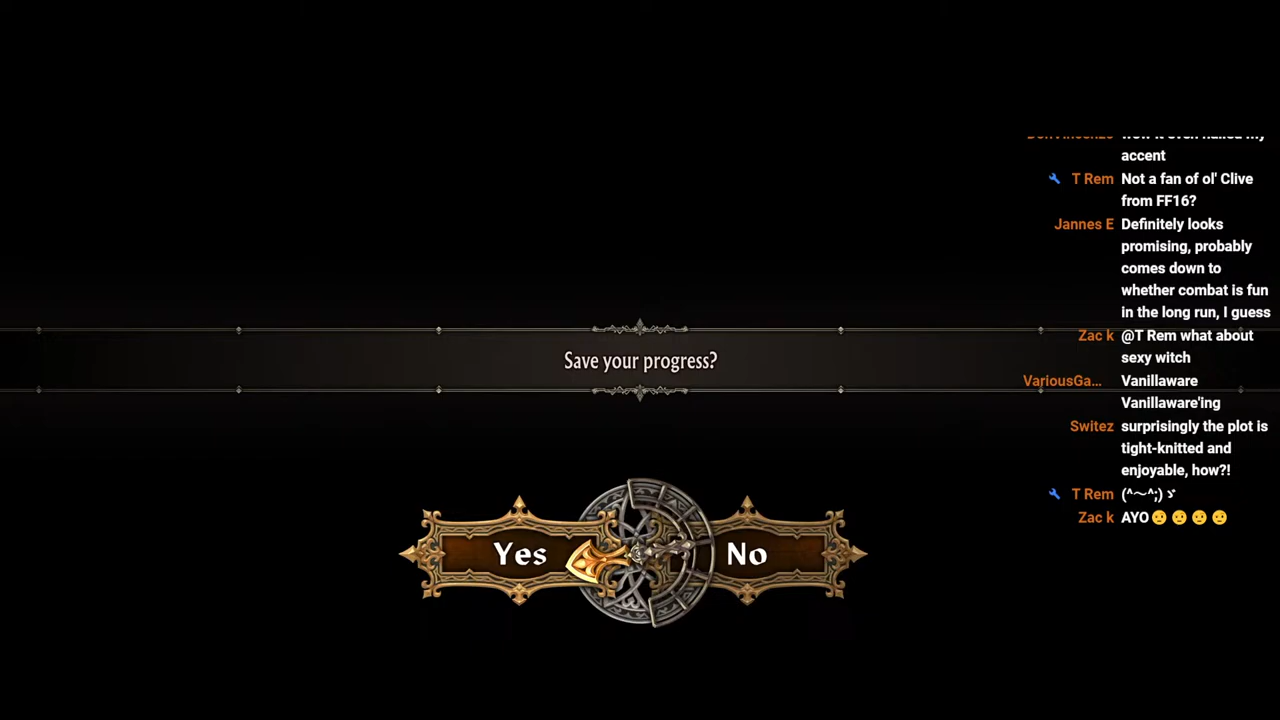 accent
T Rem Not a fan of ol' Clive
from FF16?
Jannes E Definitely looks
promising, probably
comes down to
whether combat is fun
in the long run, I guess
Zac k @T Rem what about
sexy witch
VariousGa... Vanillaware
Vanillaware'ing
Switez surprisingly the plot is
tight-knitted and
enjoyable, how?!
T Rem (^~^;)ゞ
Zac k AYO😕😕😕😕
Save your progress?
Yes
No